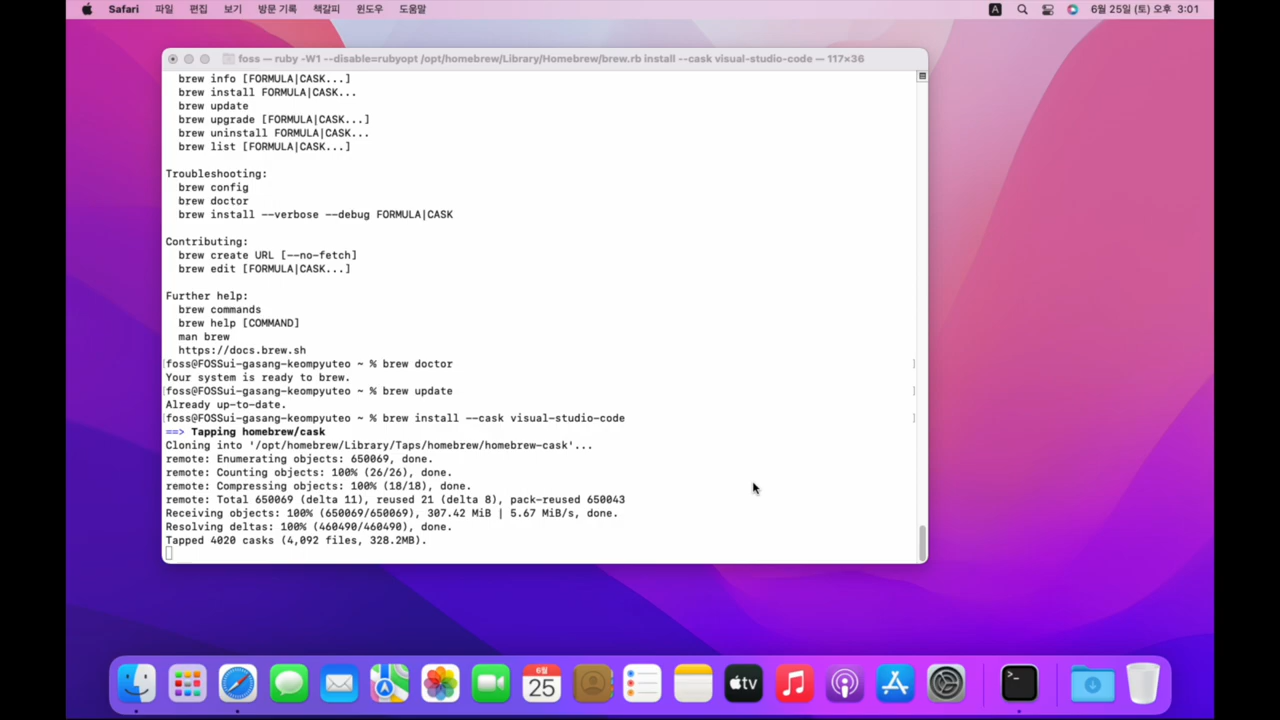 Safari 파일 편집 보기 방문 기록 책갈피 윈도우 도움말 A 6월 25일 (토) 오후 3:01
foss — ruby -W1 --disable=rubyopt /opt/homebrew/Library/Homebrew/brew.rb install --cask visual-studio-code — 117×36
brew info [FORMULA|CASK...]
brew install FORMULA|CASK...
brew update
brew upgrade [FORMULA|CASK...]
brew uninstall FORMULA|CASK...
brew list [FORMULA|CASK...]
Troubleshooting:
brew config
brew doctor
brew install --verbose --debug FORMULA|CASK
Contributing:
brew create URL [--no-fetch]
brew edit [FORMULA|CASK...]
Further help:
brew commands
brew help [COMMAND]
man brew
https://docs.brew.sh
[foss@FOSSui-gasang-keompyuteo ~ % brew doctor ]
Your system is ready to brew.
[foss@FOSSui-gasang-keompyuteo ~ % brew update ]
Already up-to-date.
[foss@FOSSui-gasang-keompyuteo ~ % brew install --cask visual-studio-code ]
==> Tapping homebrew/cask
Cloning into '/opt/homebrew/Library/Taps/homebrew/homebrew-cask'...
remote: Enumerating objects: 650069, done.
remote: Counting objects: 100% (26/26), done.
remote: Compressing objects: 100% (18/18), done.
remote: Total 650069 (delta 11), reused 21 (delta 8), pack-reused 650043
Receiving objects: 100% (650069/650069), 307.42 MiB | 5.67 MiB/s, done.
Resolving deltas: 100% (460490/460490), done.
Tapped 4020 casks (4,092 files, 328.2MB).
6월
25
tv
>_